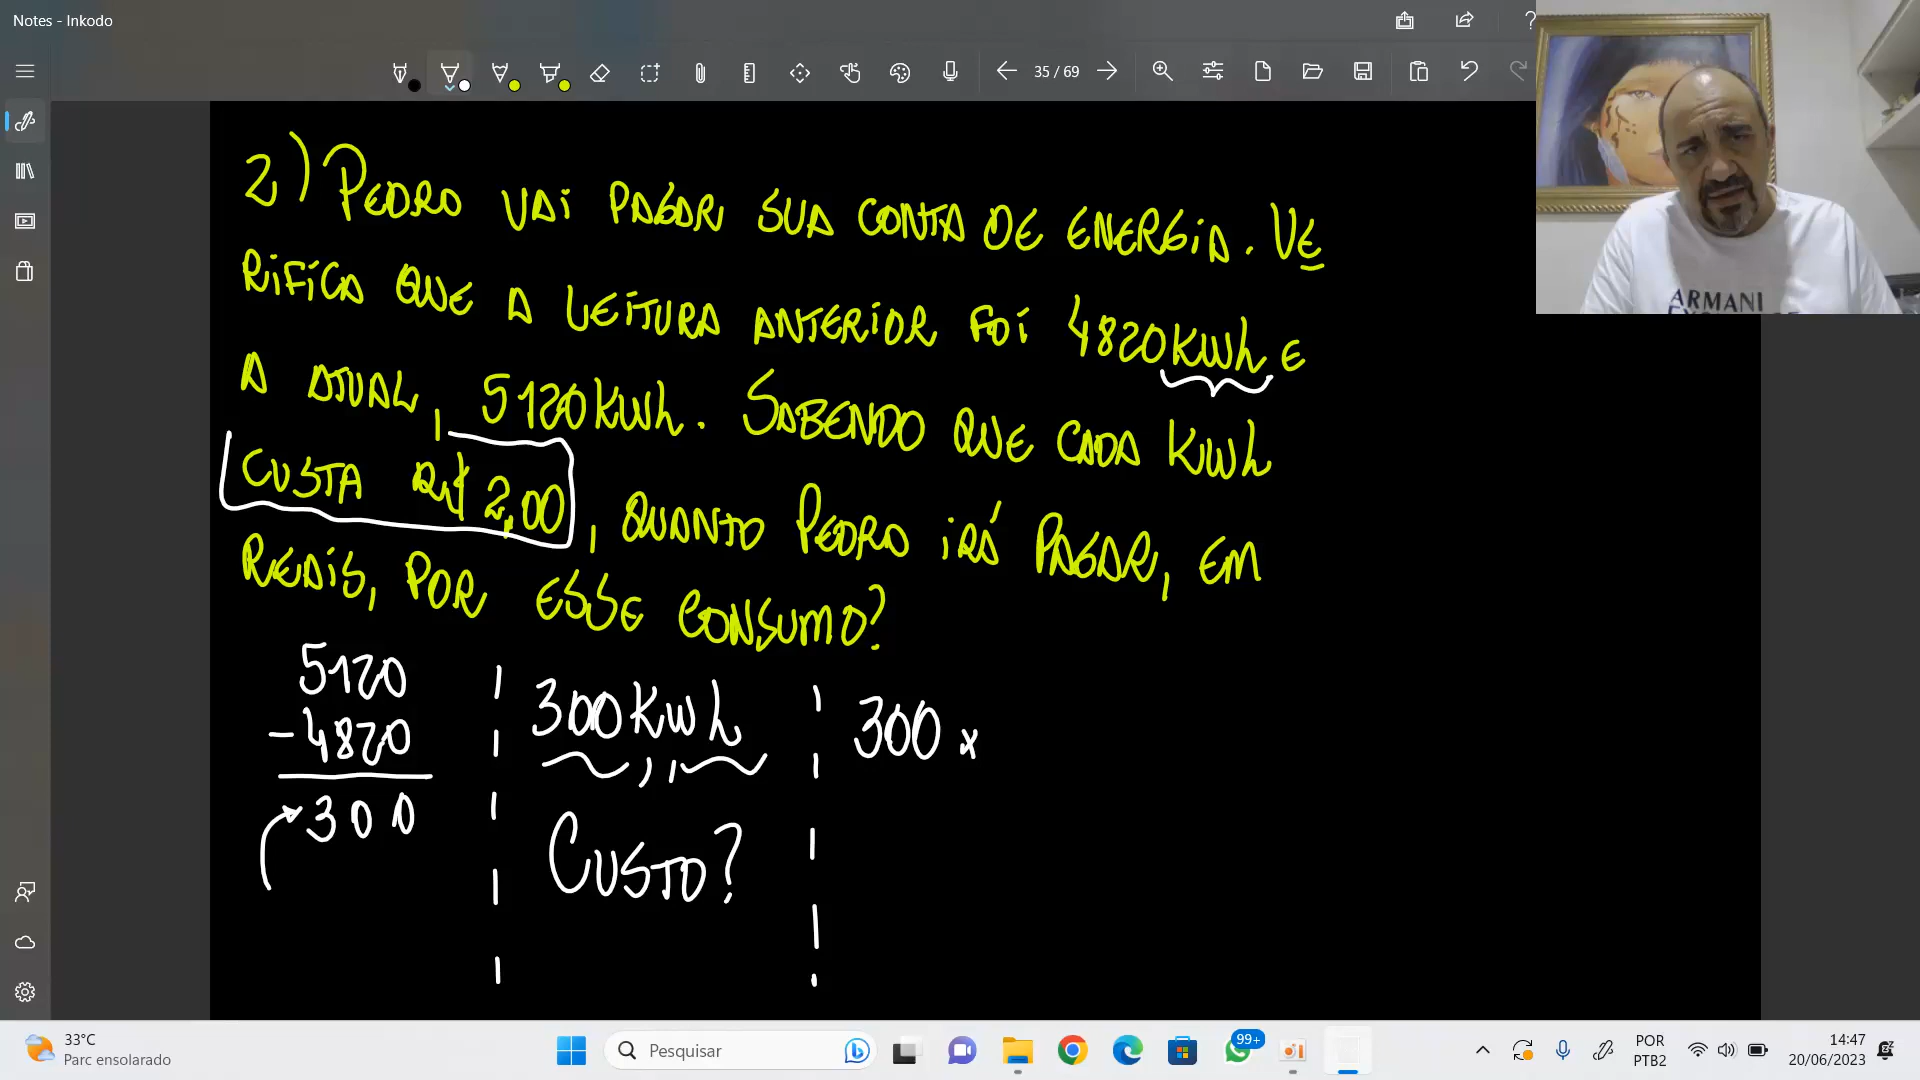 Notes - Inkodo
35 / 69
2) PEDRO VAI PAGAR SUA CONTA DE ENERGIA. VE
RIFICA QUE A LEITURA ANTERIOR FOI 4820KWh E
A ATUAL, 5120KWh. SABENDO QUE CADA KWh
CUSTA R$ 2,00, QUANTO PEDRO IRÁ PAGAR, EM
REAIS, POR ESSE CONSUMO?
5120
-4820
300
300KWh
CUSTO?
300 x
ARMANI
33°C
Parc ensolarado
Pesquisar
99+
POR
PTB2
14:47
20/06/2023